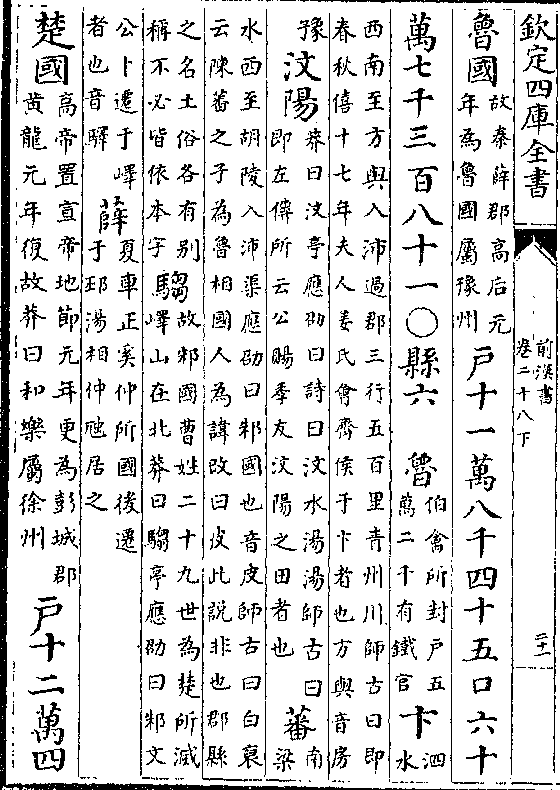 欽定四庫全書
前漢書
卷二十八下
二十一
魯國
故秦薛郡高后元
年為魯國屬豫州
戸十一萬八千四十五口六十
萬七千三百八十一〇縣六 魯
伯禽所封戸五
萬二千有鐵官
卞
泗
水
西南至方與入沛過郡三行五百里青州川師古曰即
春秋僖十七年夫人姜氏會齊侯于卞者也方與音房
豫
汶陽
莽曰汶亭應劭曰詩曰汶水湯湯師古曰
即左傳所云公賜季友汶陽之田者也
蕃
南
梁
水西至胡陵入沛渠應劭曰邾國也音皮師古曰白裒
云陳蕃之子為魯相國人為諱改曰皮此說非也郡縣
之名土俗各有别
稱不必皆依本字
騶
故邾國曹姓二十九世為楚所滅
嶧山在北莽曰騶亭應劭曰邾文
公卜遷于嶧
者也音驛
薛
夏車正奚仲所國後遷
于邳湯相仲虺居之
楚國
高帝置宣帝地節元年更為彭城郡
黄龍元年復故莽曰和樂屬徐州
戸十二萬四